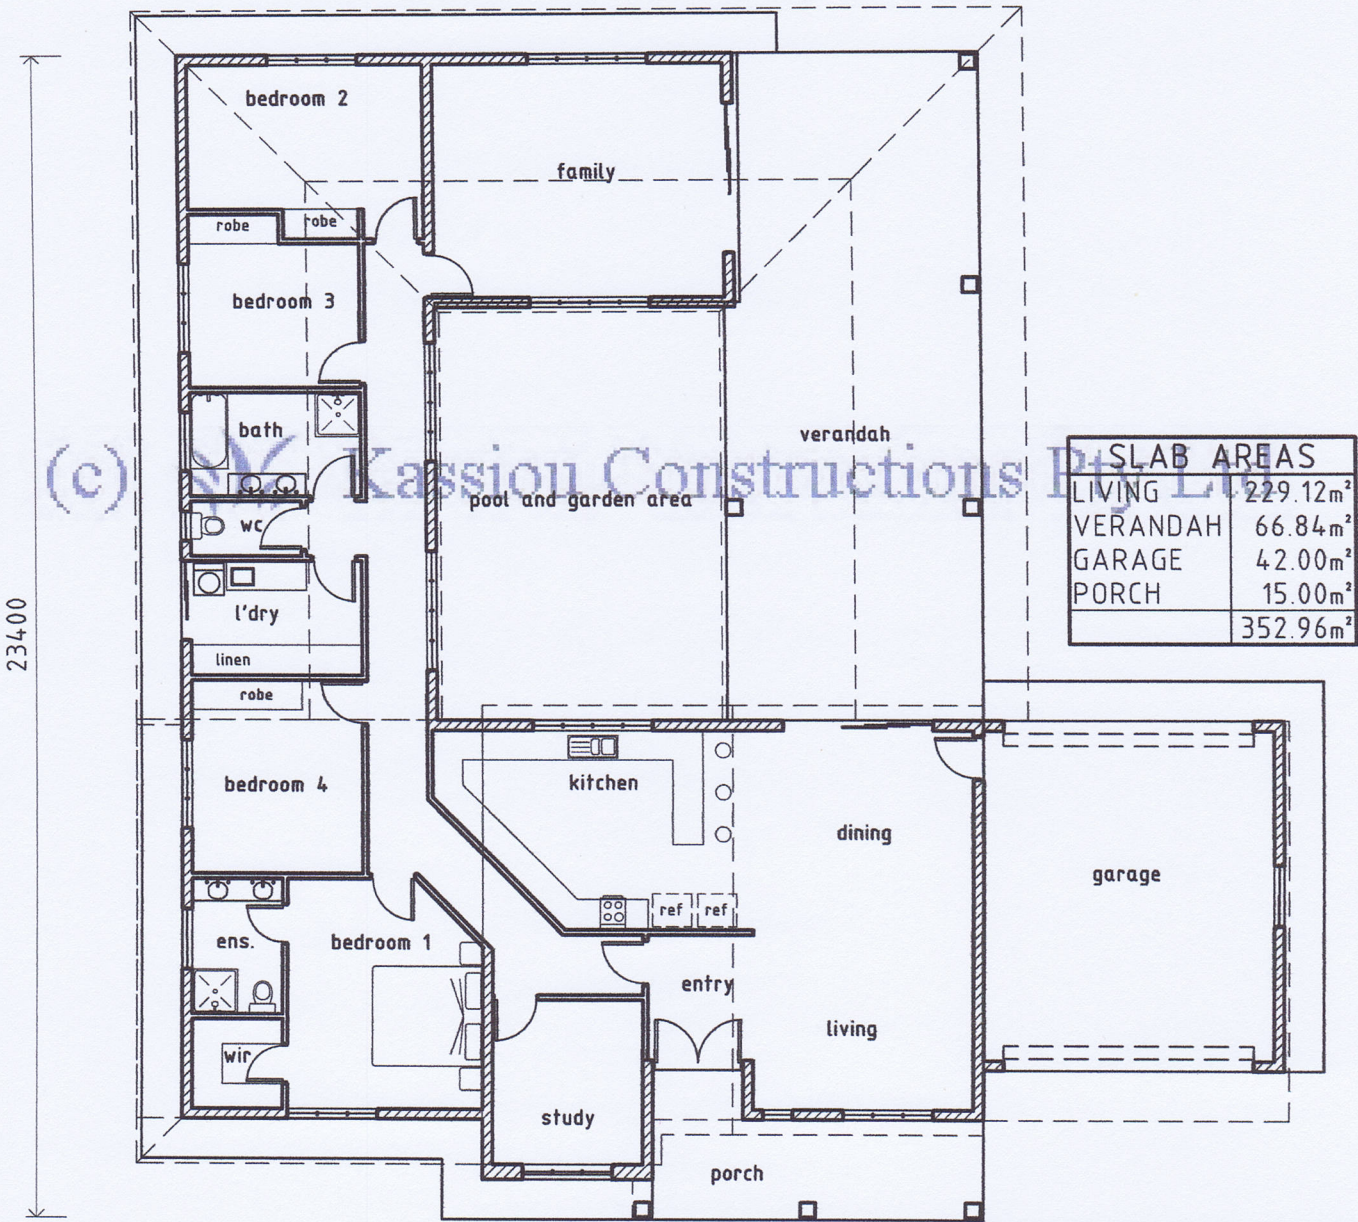 bedroom 2
family
robe
robe
bedroom 3
bath
verandah
(c) Kassiou Constructions Pty Ltd
pool and garden area
wc
l'dry
linen
robe
23400
SLAB AREAS
LIVING 229.12m²
VERANDAH 66.84m²
GARAGE 42.00m²
PORCH 15.00m²
352.96m²
bedroom 4
kitchen
dining
garage
ref
ref
ens.
bedroom 1
entry
living
wir
study
porch